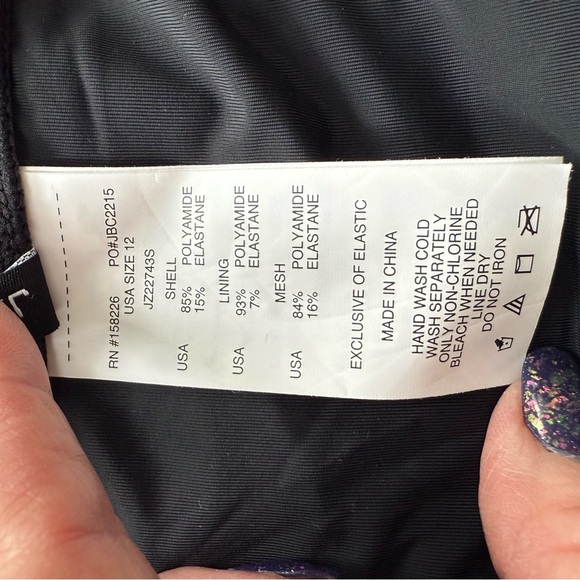 RN #158226 PO#JBC2215
USA SIZE 12
JZ22743S
SHELL
USA 85% POLYAMIDE
15% ELASTANE
LINING
USA 93% POLYAMIDE
7% ELASTANE
MESH
USA 84% POLYAMIDE
16% ELASTANE
EXCLUSIVE OF ELASTIC
MADE IN CHINA
HAND WASH COLD
WASH SEPARATELY
ONLY NON-CHLORINE
BLEACH WHEN NEEDED
LINE DRY
DO NOT IRON
L